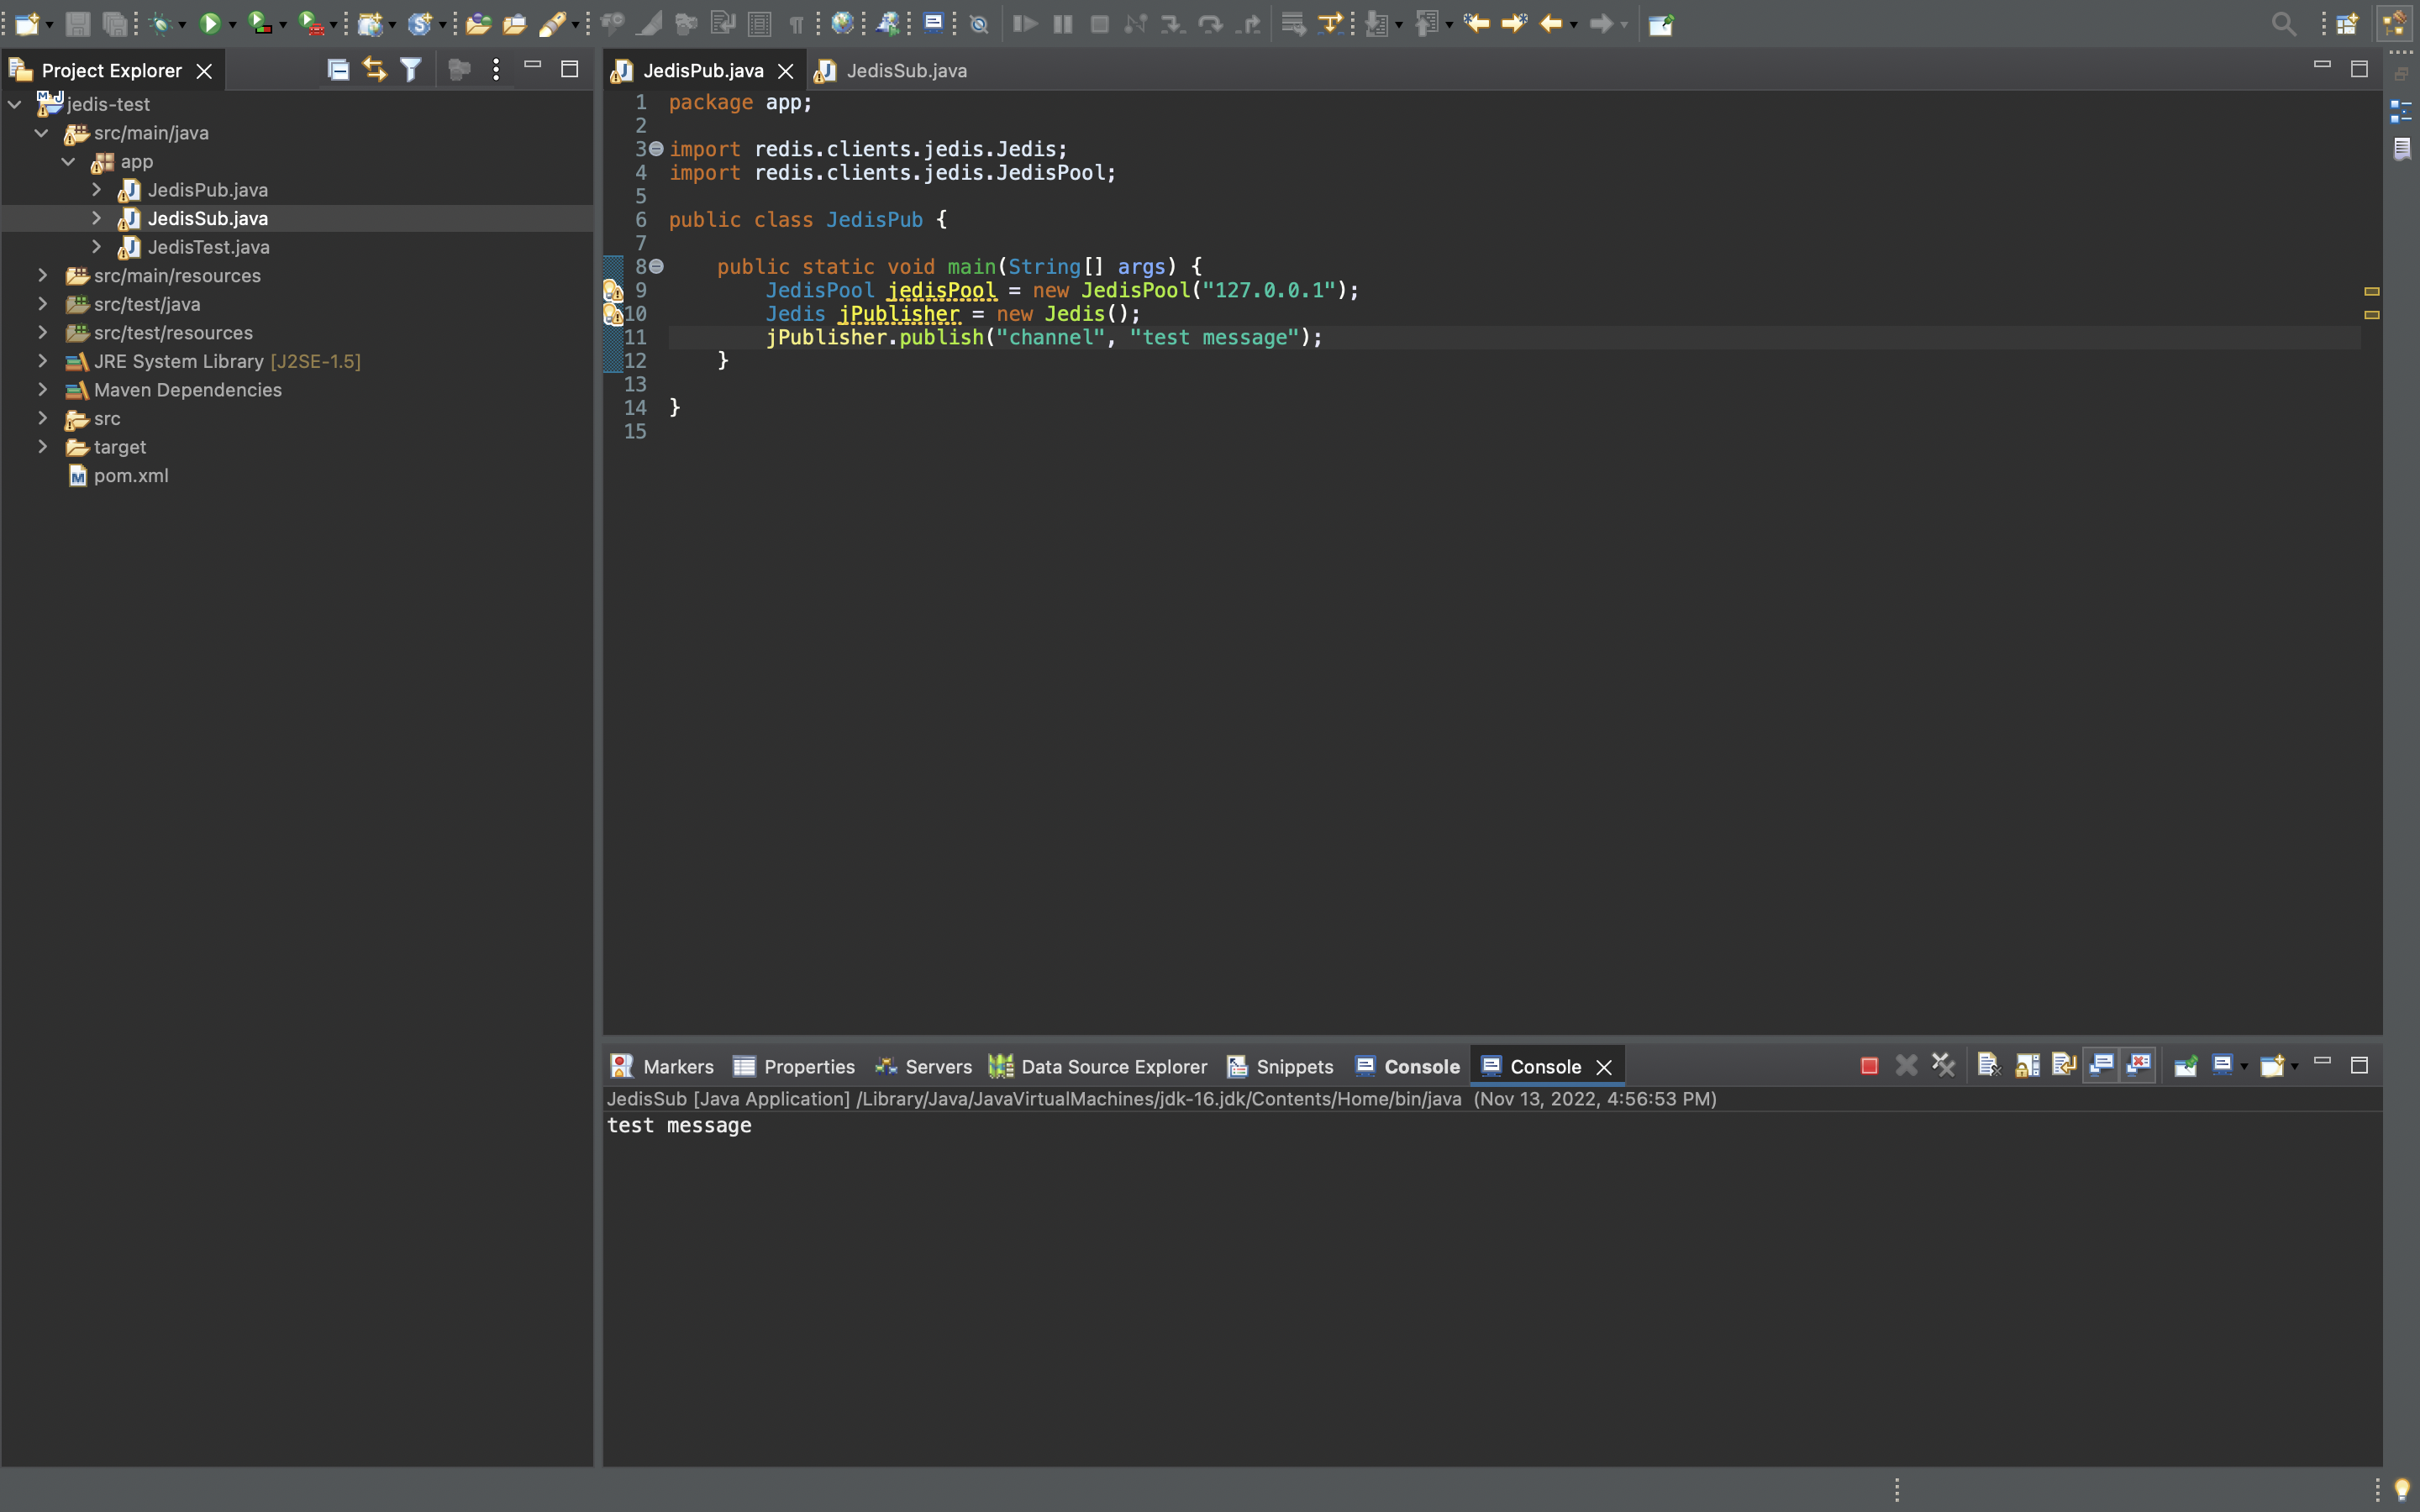 Project Explorer
jedis-test
src/main/java
app
JedisPub.java
JedisSub.java
JedisTest.java
src/main/resources
src/test/java
src/test/resources
JRE System Library [J2SE-1.5]
Maven Dependencies
src
target
pom.xml
JedisPub.java JedisSub.java
1 package app;
2
3 import redis.clients.jedis.Jedis;
4 import redis.clients.jedis.JedisPool;
5
6 public class JedisPub {
7
8 public static void main(String[] args) {
9 JedisPool jedisPool = new JedisPool("127.0.0.1");
10 Jedis jPublisher = new Jedis();
11 jPublisher.publish("channel", "test message");
12 }
13
14 }
15
Markers Properties Servers Data Source Explorer Snippets Console Console
JedisSub [Java Application] /Library/Java/JavaVirtualMachines/jdk-16.jdk/Contents/Home/bin/java (Nov 13, 2022, 4:56:53 PM)
test message